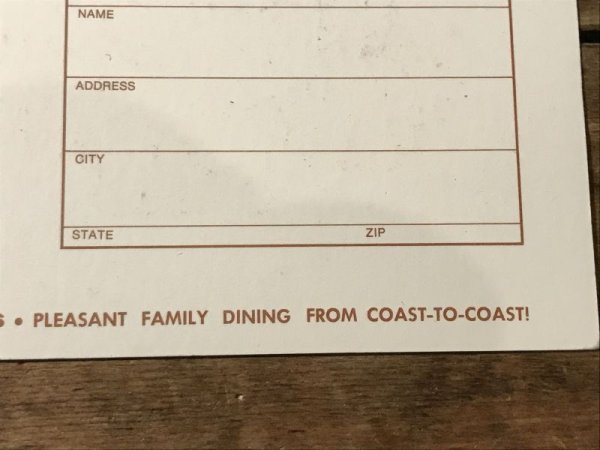 NAME
ADDRESS
CITY
STATE ZIP
S • PLEASANT FAMILY DINING FROM COAST-TO-COAST!